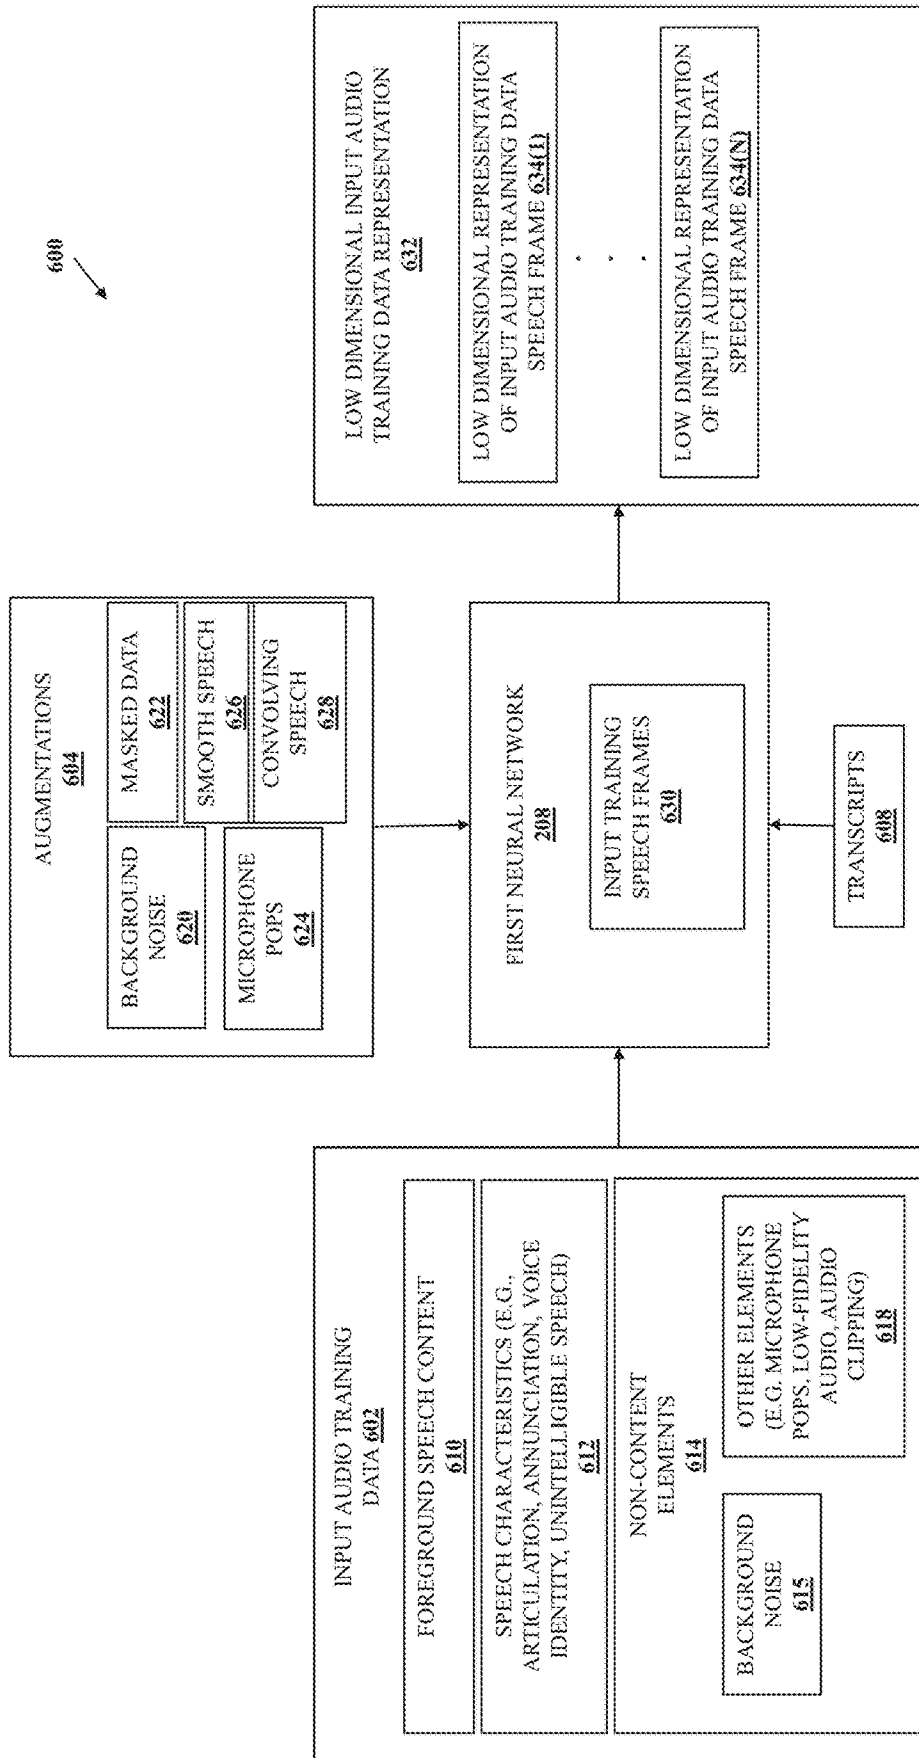 600
INPUT AUDIO TRAINING
DATA 602
FOREGROUND SPEECH CONTENT
610
SPEECH CHARACTERISTICS (E.G.,
ARTICULATION, ANNUNCIATION, VOICE
IDENTITY, UNINTELLIGIBLE SPEECH)
612
NON-CONTENT
ELEMENTS
614
BACKGROUND
NOISE
615
OTHER ELEMENTS
(E.G. MICROPHONE
POPS, LOW-FIDELITY
AUDIO, AUDIO
CLIPPING)
618
AUGMENTATIONS
604
BACKGROUND
NOISE
620
MASKED DATA
622
MICROPHONE
POPS
624
SMOOTH SPEECH
626
CONVOLVING
SPEECH
628
FIRST NEURAL NETWORK
208
INPUT TRAINING
SPEECH FRAMES
630
TRANSCRIPTS
608
LOW DIMENSIONAL INPUT AUDIO
TRAINING DATA REPRESENTATION
632
LOW DIMENSIONAL REPRESENTATION
OF INPUT AUDIO TRAINING DATA
SPEECH FRAME 634(1)
. . .
LOW DIMENSIONAL REPRESENTATION
OF INPUT AUDIO TRAINING DATA
SPEECH FRAME 634(N)